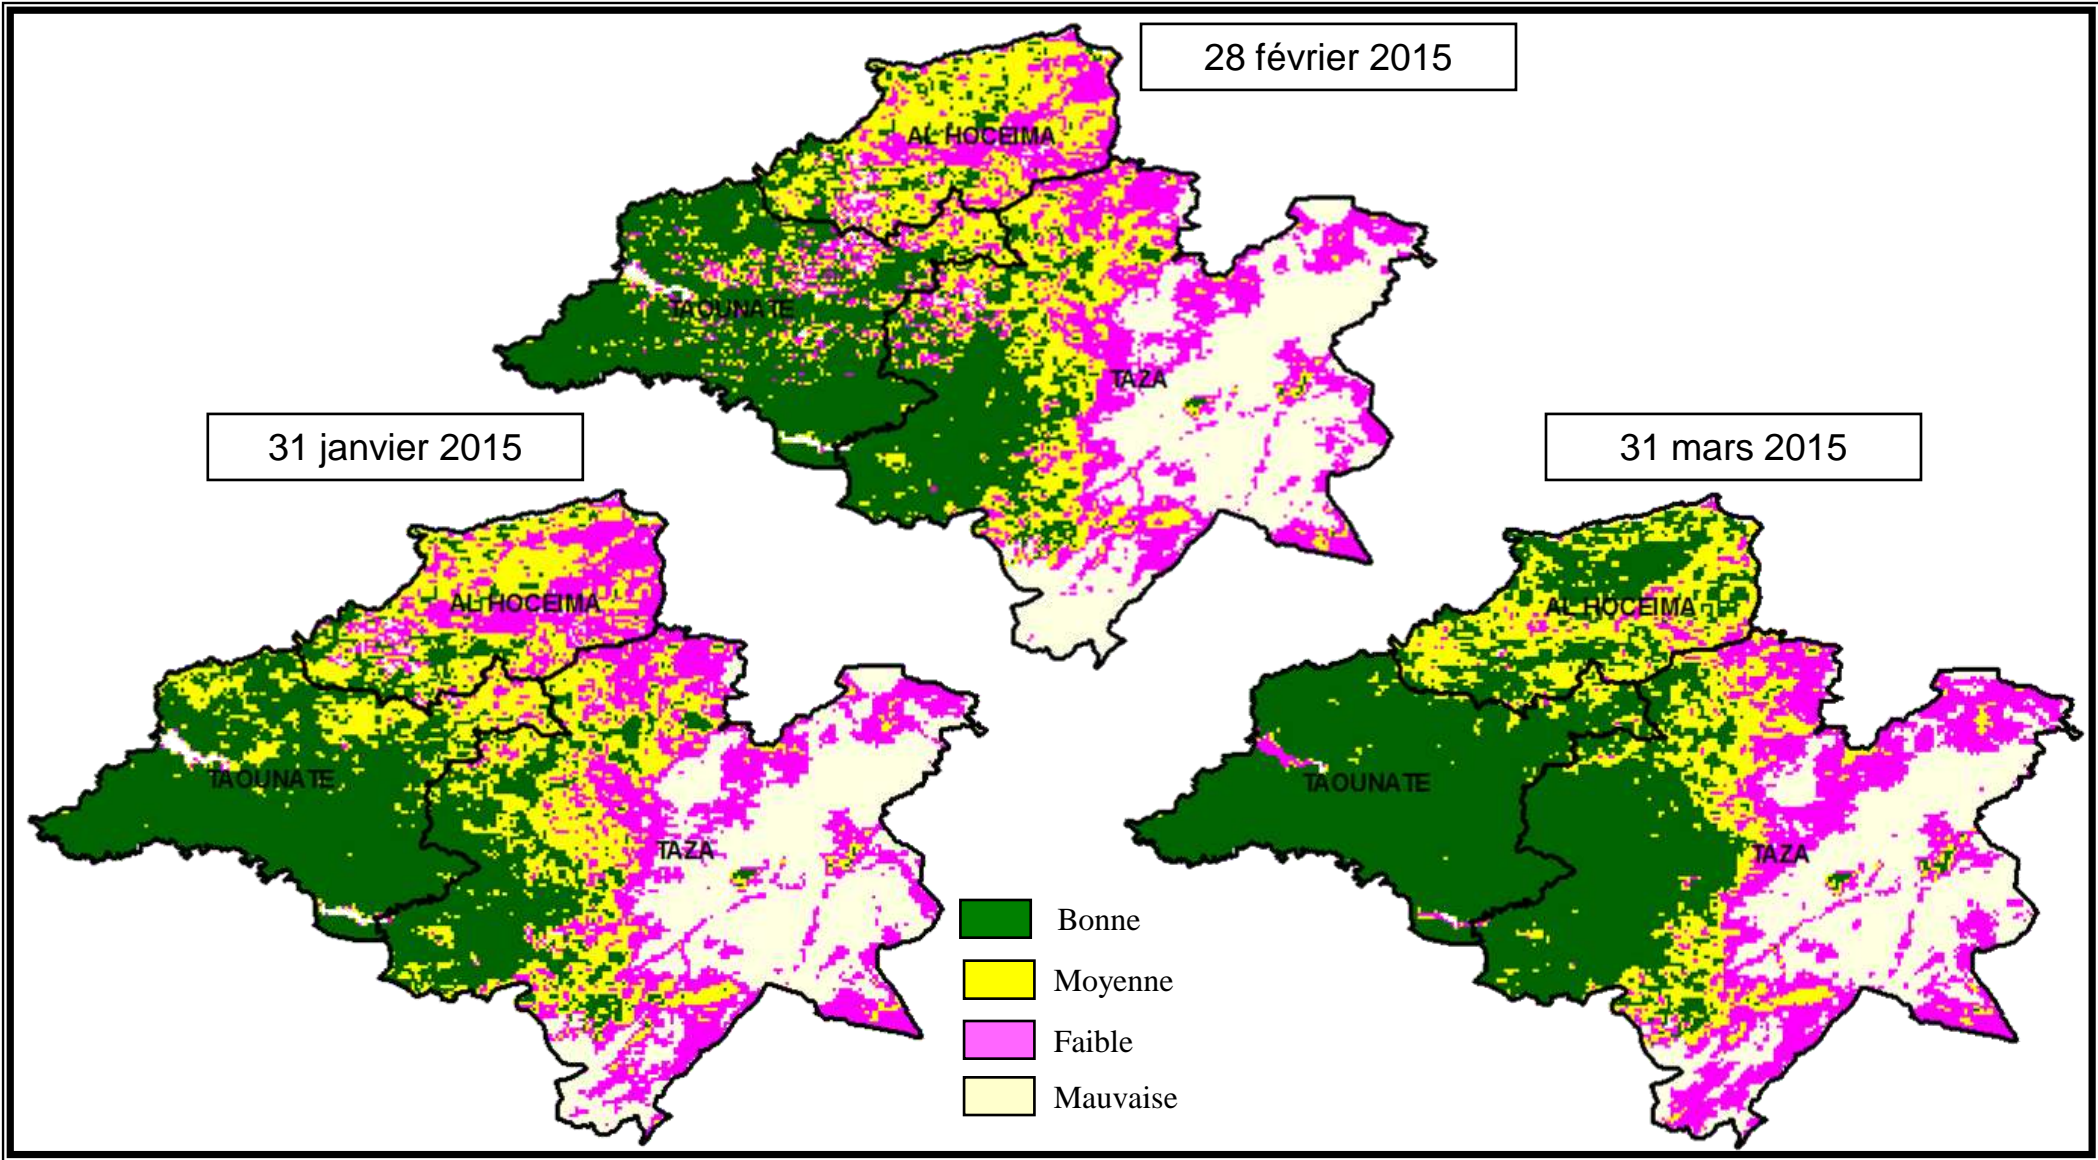 28 février 2015
AL HOCEIMA
TAOUNATE
TAZA
31 janvier 2015
AL HOCEIMA
TAOUNATE
TAZA
31 mars 2015
AL HOCEIMA
TAOUNATE
TAZA
Bonne
Moyenne
Faible
Mauvaise